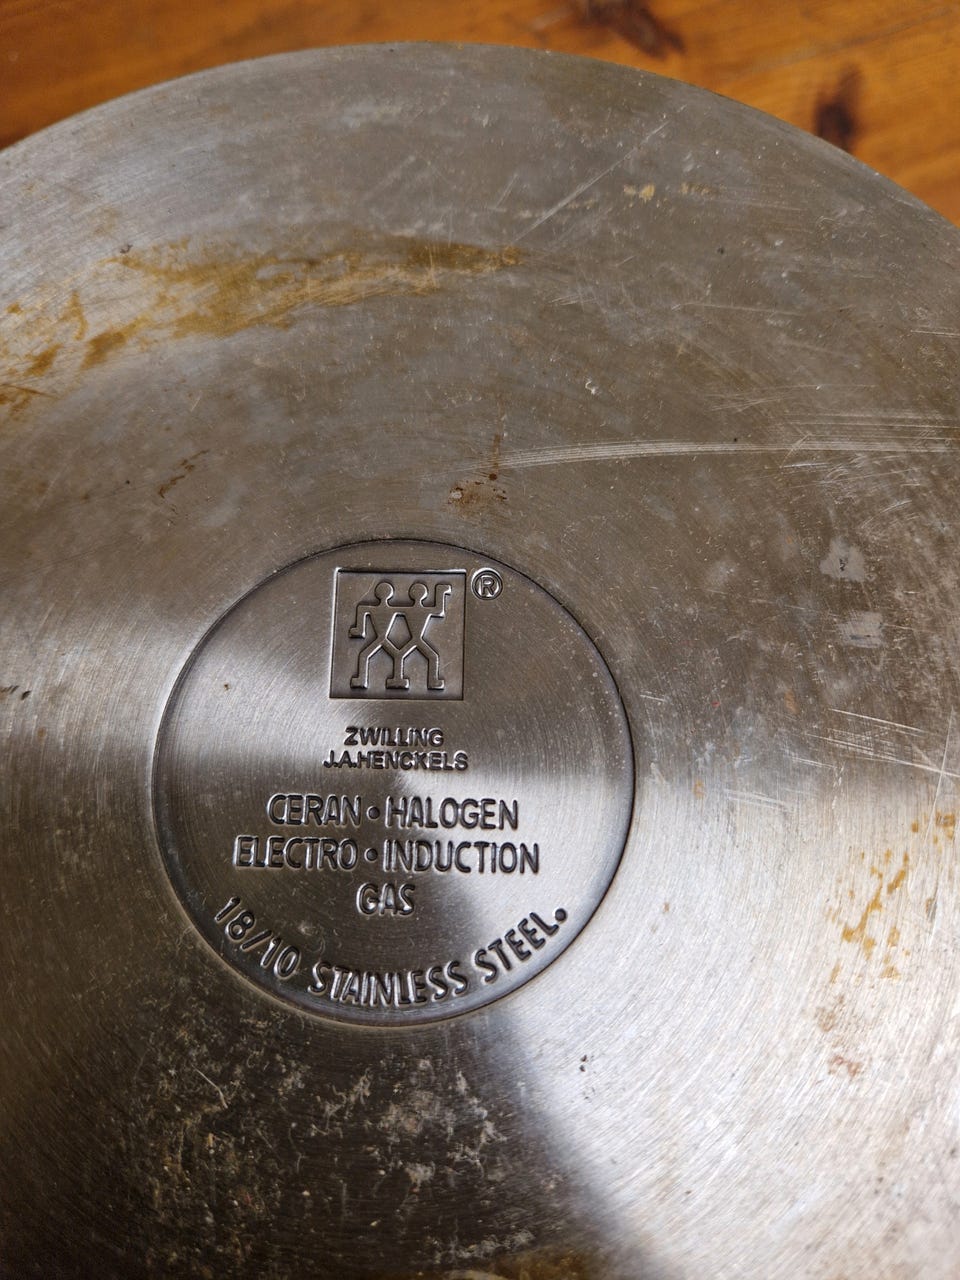 ®
ZWILLING
J.A.HENCKELS
CERAN • HALOGEN
ELECTRO • INDUCTION
GAS
18/10 STAINLESS STEEL.